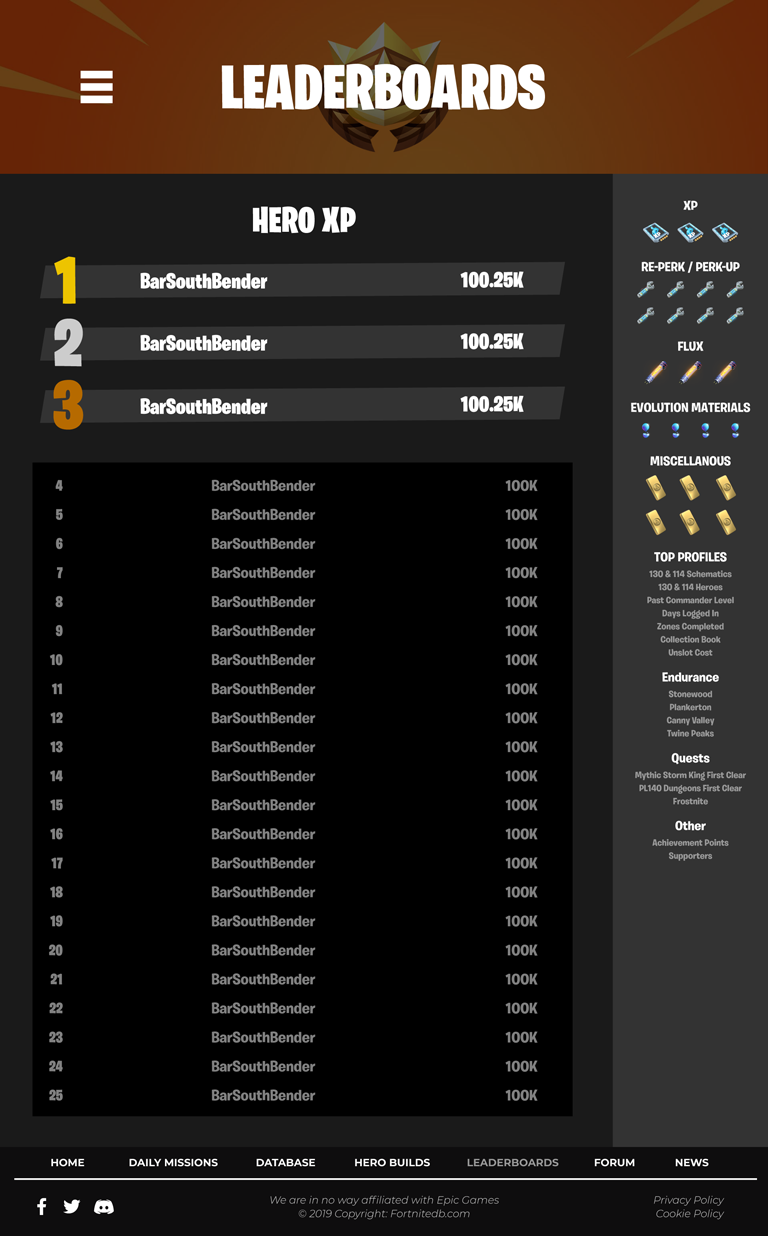 LEADERBOARDS
HERO XP
1 BarSouthBender 100.25K
2 BarSouthBender 100.25K
3 BarSouthBender 100.25K
4 BarSouthBender 100K
5 BarSouthBender 100K
6 BarSouthBender 100K
7 BarSouthBender 100K
8 BarSouthBender 100K
9 BarSouthBender 100K
10 BarSouthBender 100K
11 BarSouthBender 100K
12 BarSouthBender 100K
13 BarSouthBender 100K
14 BarSouthBender 100K
15 BarSouthBender 100K
16 BarSouthBender 100K
17 BarSouthBender 100K
18 BarSouthBender 100K
19 BarSouthBender 100K
20 BarSouthBender 100K
21 BarSouthBender 100K
22 BarSouthBender 100K
23 BarSouthBender 100K
24 BarSouthBender 100K
25 BarSouthBender 100K
XP
RE-PERK / PERK-UP
FLUX
EVOLUTION MATERIALS
MISCELLANOUS
TOP PROFILES
130 & 114 Schematics
130 & 114 Heroes
Past Commander Level
Days Logged In
Zones Completed
Collection Book
Unslot Cost
Endurance
Stonewood
Plankerton
Canny Valley
Twine Peaks
Quests
Mythic Storm King First Clear
PL140 Dungeons First Clear
Frostnite
Other
Achievement Points
Supporters
HOME DAILY MISSIONS DATABASE HERO BUILDS LEADERBOARDS FORUM NEWS
We are in no way affiliated with Epic Games
© 2019 Copyright: Fortnitedb.com
Privacy Policy
Cookie Policy